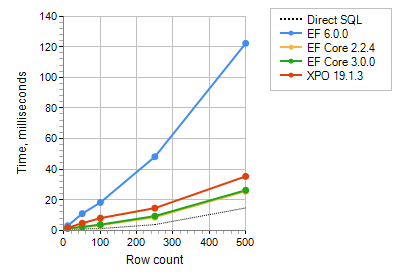 140
120
100
80
60
40
20
0
Time, milliseconds
0
100
200
300
400
500
Row count
Direct SQL
EF 6.0.0
EF Core 2.2.4
EF Core 3.0.0
XPO 19.1.3